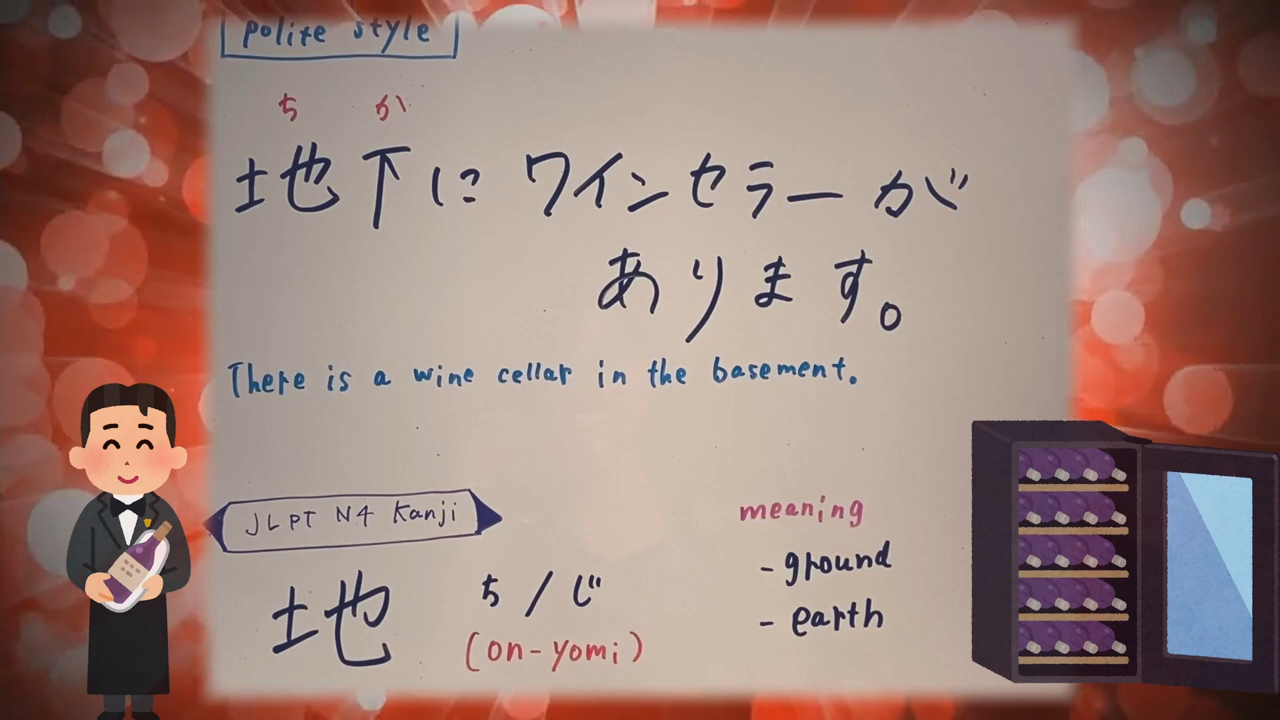 polite style
ち か
地下に ワインセラーが
あります。
There is a wine cellar in the basement.
JLPT N4 Kanji
地 ち/じ
(on-yomi)
meaning
- ground
- earth